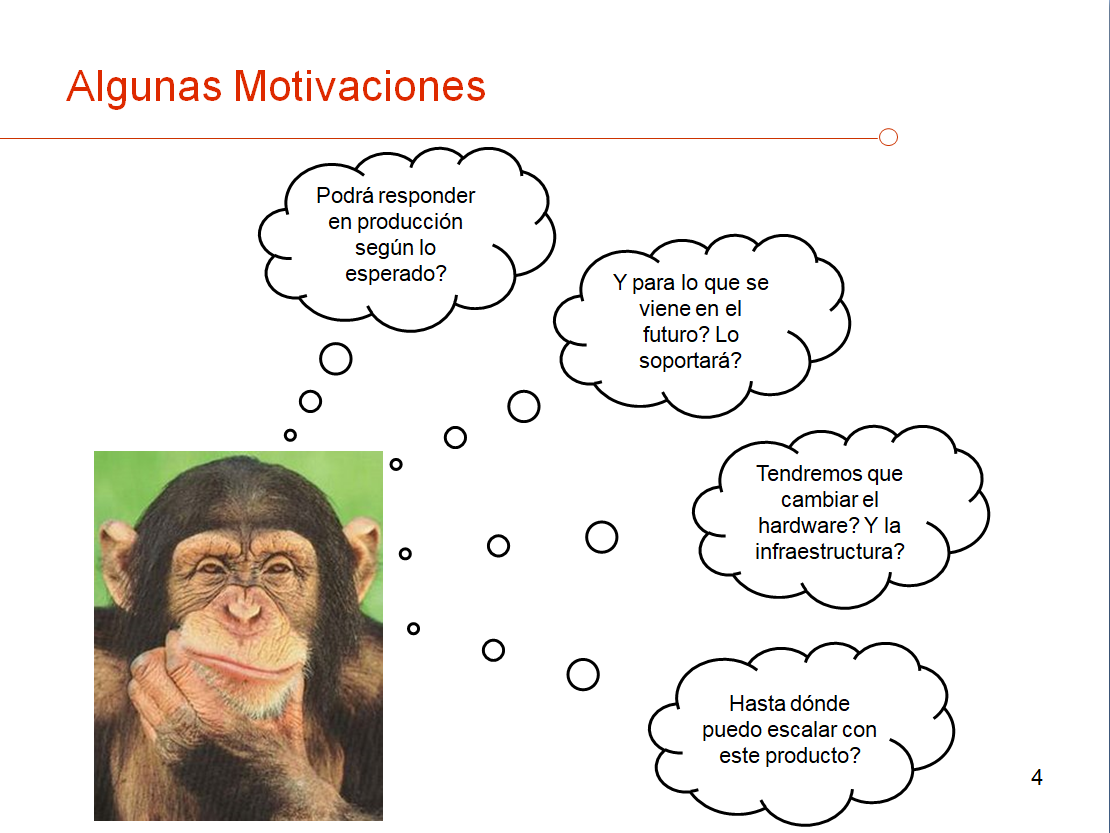 Algunas Motivaciones
Podrá responder
en producción
según lo
esperado?
Y para lo que se
viene en el
futuro? Lo
soportará?
Tendremos que
cambiar el
hardware? Y la
infraestructura?
Hasta dónde
puedo escalar con
este producto?
4